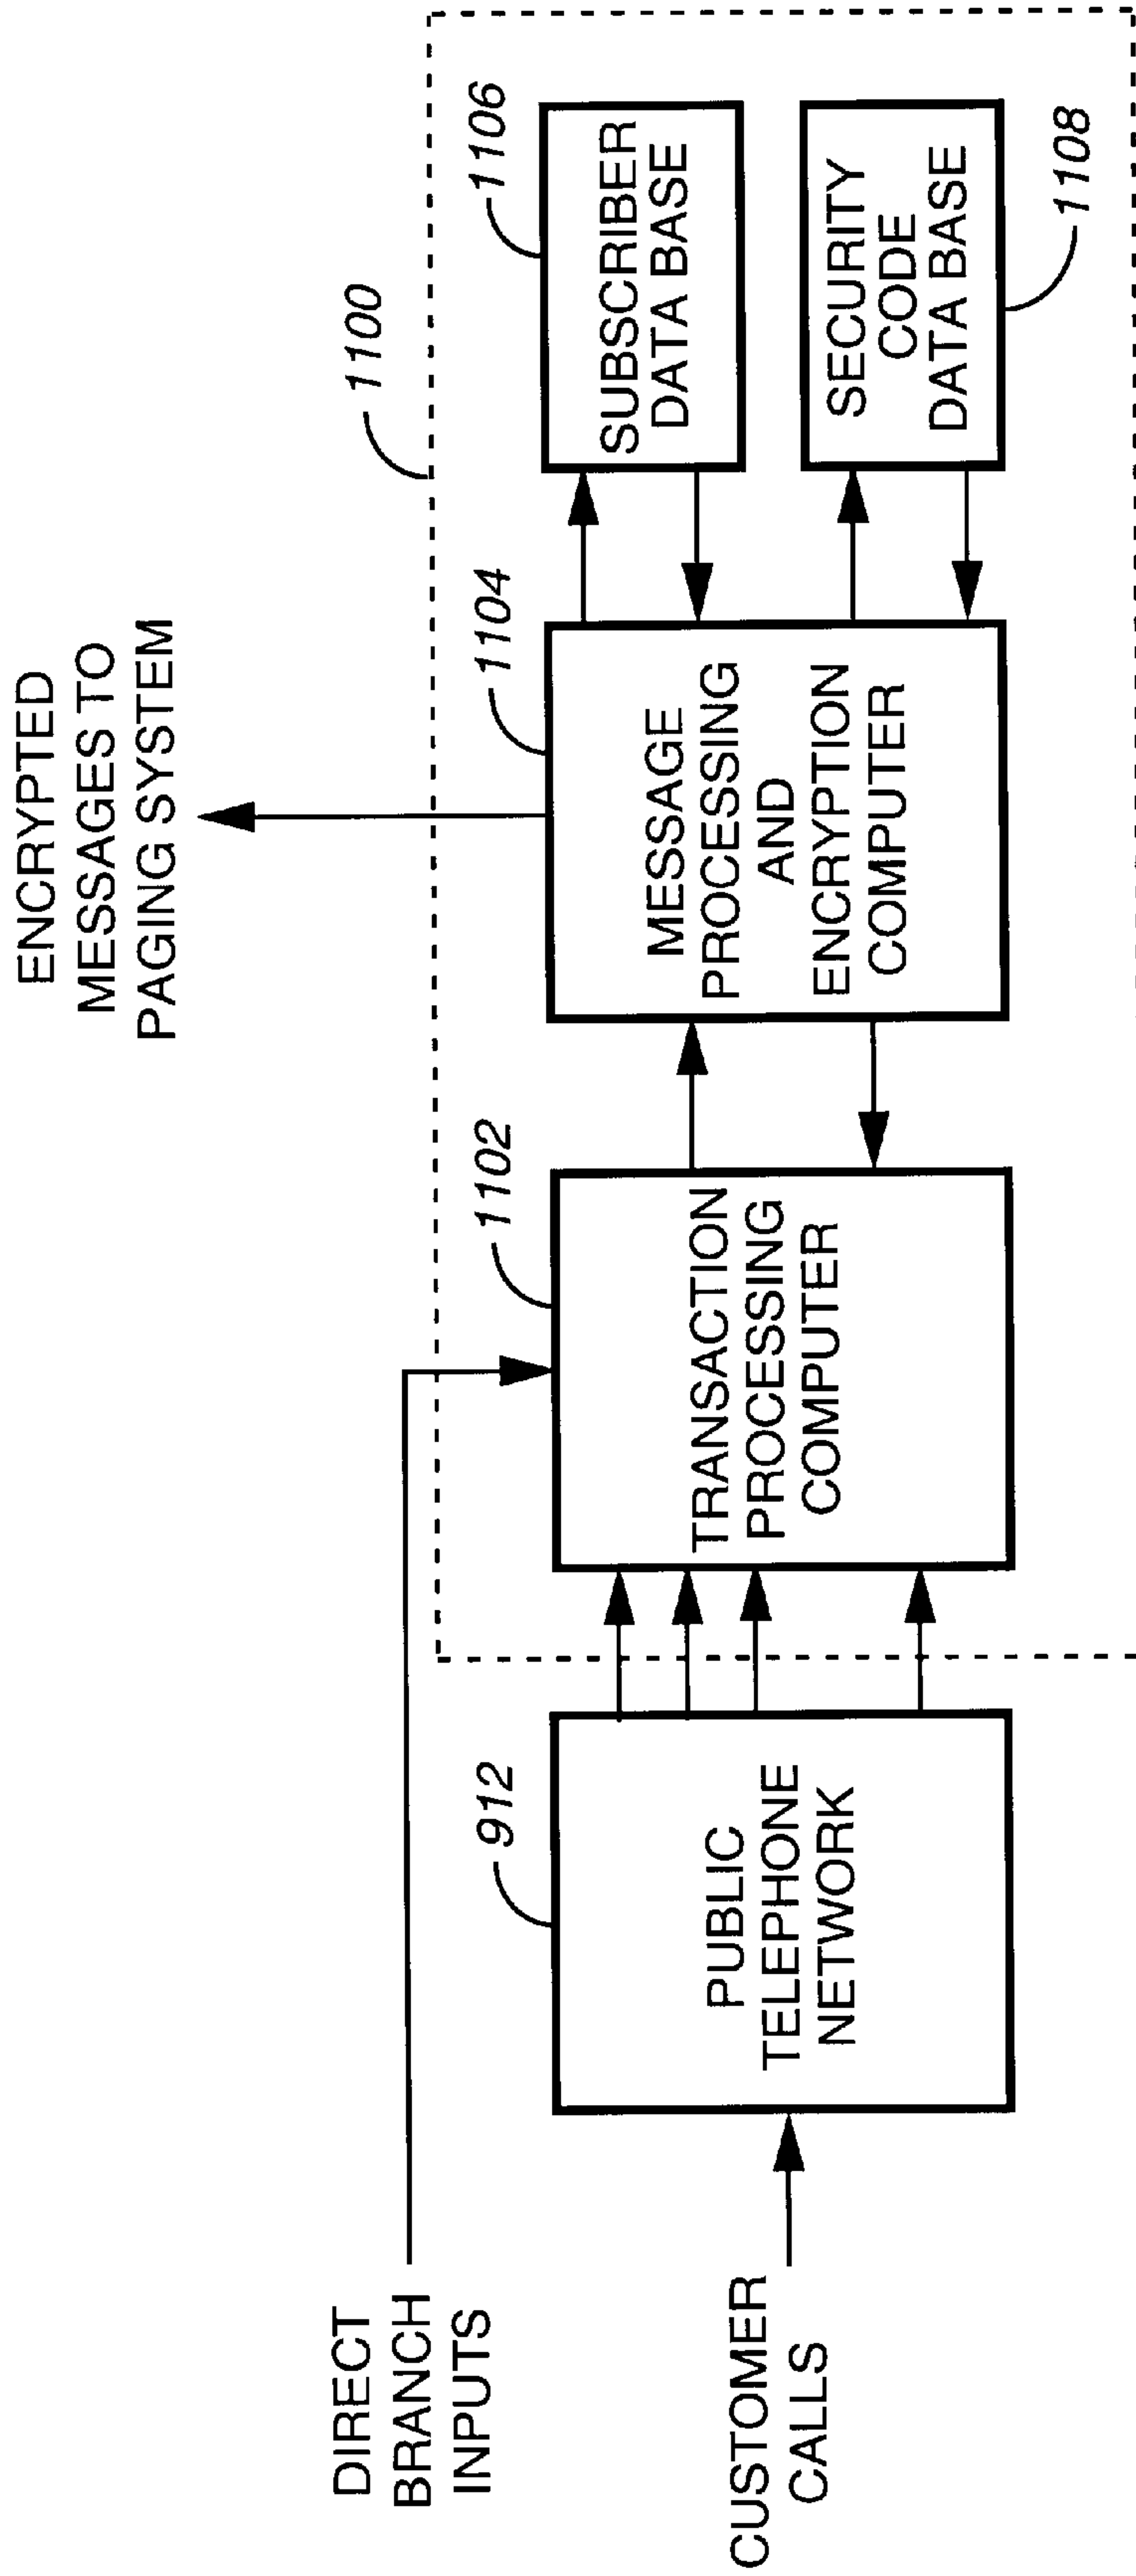 ENCRYPTED
MESSAGES TO
PAGING SYSTEM
DIRECT
BRANCH
INPUTS
1100
CUSTOMER
CALLS
912
PUBLIC
TELEPHONE
NETWORK
1102
TRANSACTION
PROCESSING
COMPUTER
1104
MESSAGE
PROCESSING
AND
ENCRYPTION
COMPUTER
1106
SUBSCRIBER
DATA BASE
SECURITY
CODE
DATA BASE
1108